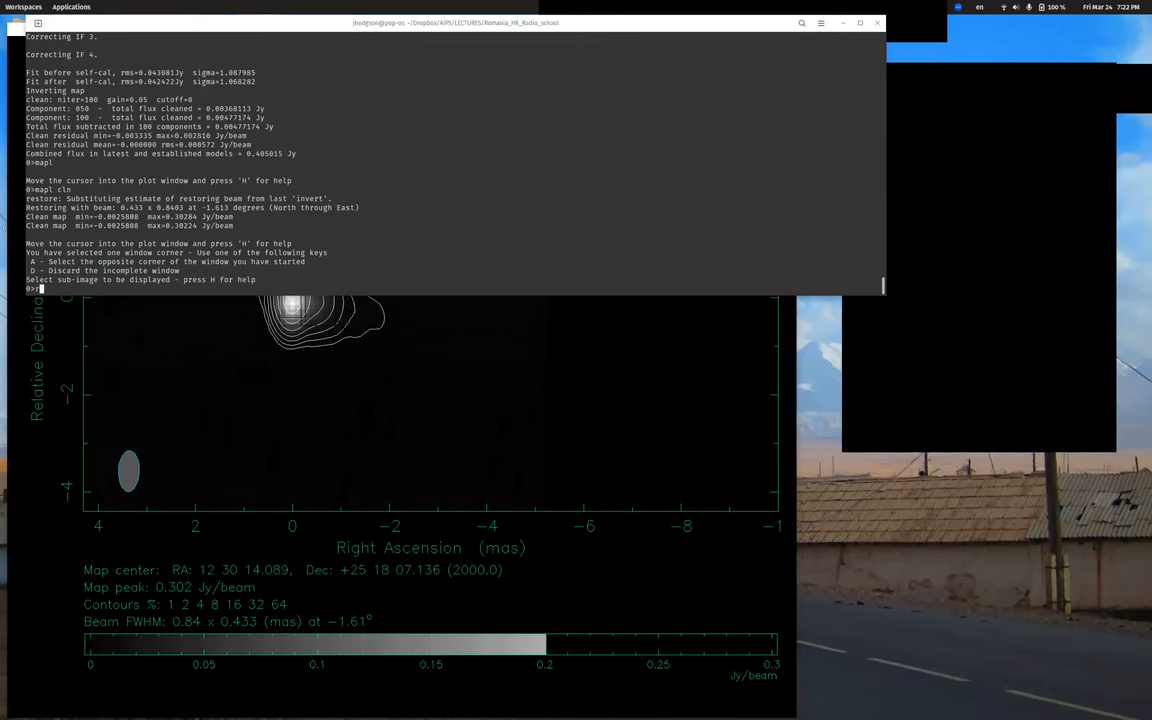 Workspaces Applications
en 100 % Fri Mar 24 7:22 PM
jhodgson@pop-os: ~/Dropbox/AIPS/LECTURES/Romania_HK_Radio_school
Correcting IF 3.
Correcting IF 4.
Fit before self-cal, rms=0.043081Jy sigma=1.087985
Fit after self-cal, rms=0.042422Jy sigma=1.068282
Inverting map
clean: niter=100 gain=0.05 cutoff=0
Component: 050 - total flux cleaned = 0.00368113 Jy
Component: 100 - total flux cleaned = 0.00477174 Jy
Total flux subtracted in 100 components = 0.00477174 Jy
Clean residual min=-0.003335 max=0.002810 Jy/beam
Clean residual mean=-0.000000 rms=0.000572 Jy/beam
Combined flux in latest and established models = 0.405015 Jy
0>mapl
Move the cursor into the plot window and press 'H' for help
0>mapl cln
restore: Substituting estimate of restoring beam from last 'invert'.
Restoring with beam: 0.433 x 0.8403 at -1.613 degrees (North through East)
Clean map min=-0.0025808 max=0.30284 Jy/beam
Clean map min=-0.0025808 max=0.30224 Jy/beam
Move the cursor into the plot window and press 'H' for help
You have selected one window corner - Use one of the following keys
A - Select the opposite corner of the window you have started
D - Discard the incomplete window
Select sub-image to be displayed - press H for help
0>r
Relative Declina
0
−2
−4
4 2 0 −2 −4 −6 −8 −1
Right Ascension (mas)
Map center: RA: 12 30 14.089, Dec: +25 18 07.136 (2000.0)
Map peak: 0.302 Jy/beam
Contours %: 1 2 4 8 16 32 64
Beam FWHM: 0.84 x 0.433 (mas) at −1.61°
0 0.05 0.1 0.15 0.2 0.25 0.3
Jy/beam